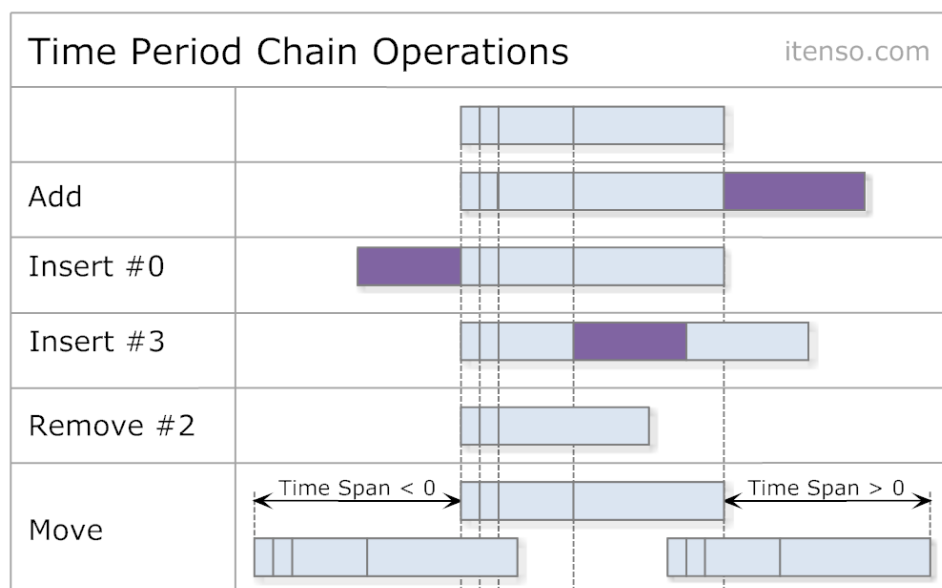 Time Period Chain Operations
itenso.com
Add
Insert #0
Insert #3
Remove #2
Move
Time Span < 0
Time Span > 0